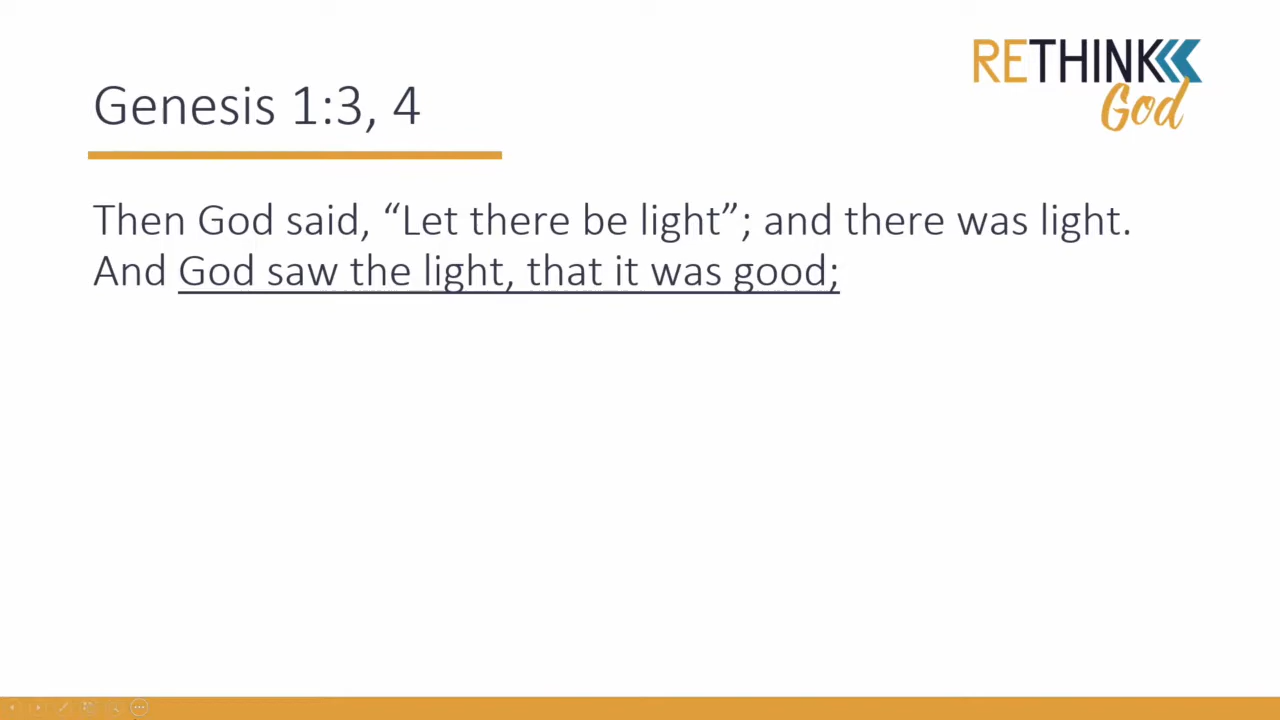 RETHINK
God
Genesis 1:3, 4
Then God said, “Let there be light”; and there was light.
And God saw the light, that it was good;